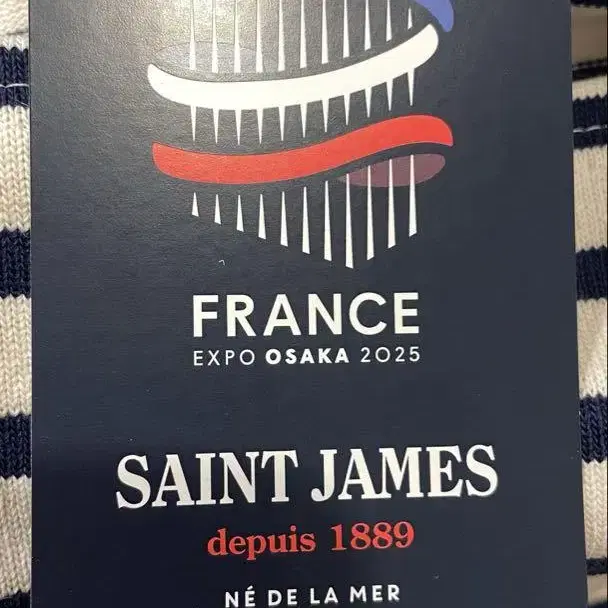 FRANCE
EXPO OSAKA 2025
SAINT JAMES
depuis 1889
NÉ DE LA MER